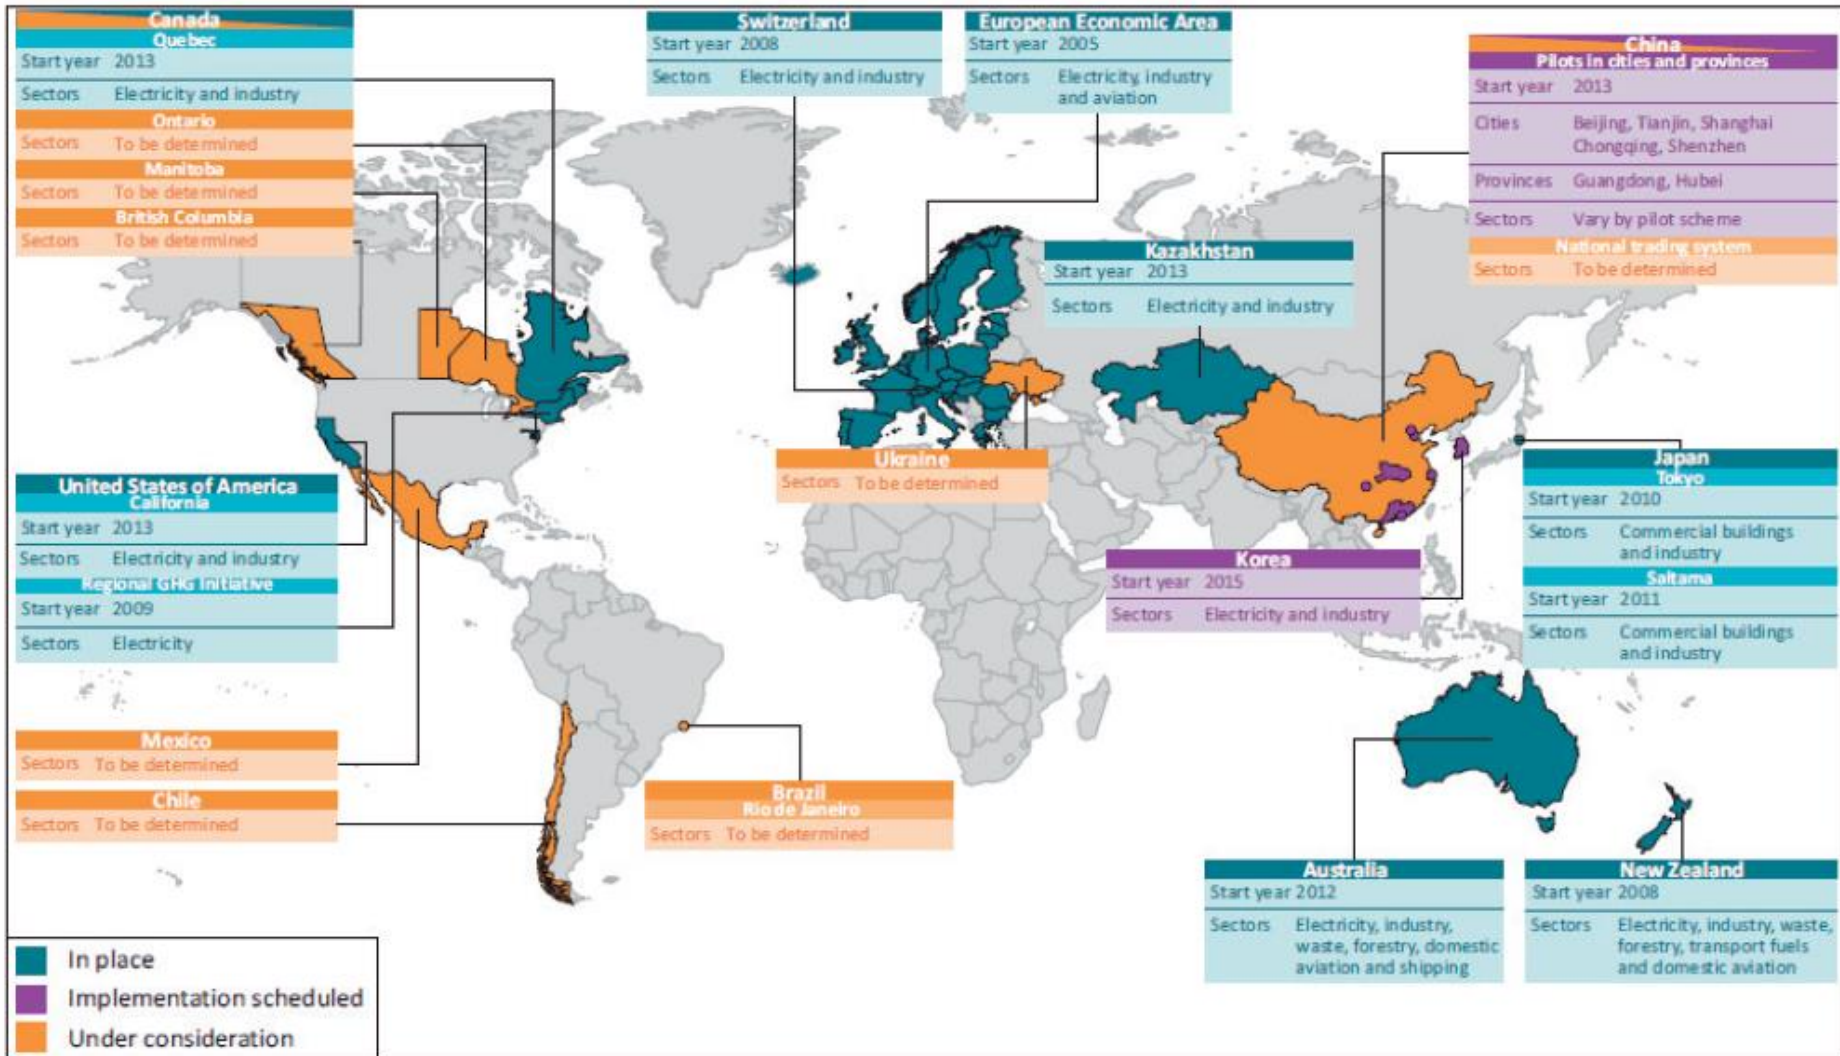 Canada
Quebec
Start year 2013
Sectors Electricity and industry
Ontario
Sectors To be determined
Manitoba
Sectors To be determined
British Columbia
Sectors To be determined
Switzerland
Start year 2008
Sectors Electricity and industry
European Economic Area
Start year 2005
Sectors Electricity, industry
and aviation
China
Pilots in cities and provinces
Start year 2013
Cities Beijing, Tianjin, Shanghai
Chongqing, Shenzhen
Provinces Guangdong, Hubei
Sectors Vary by pilot scheme
National trading system
Sectors To be determined
Kazakhstan
Start year 2013
Sectors Electricity and industry
Ukraine
Sectors To be determined
United States of America
California
Start year 2013
Sectors Electricity and industry
Regional GHG Initiative
Start year 2009
Sectors Electricity
Japan
Tokyo
Start year 2010
Sectors Commercial buildings
and industry
Saitama
Start year 2011
Sectors Commercial buildings
and industry
Korea
Start year 2015
Sectors Electricity and industry
Mexico
Sectors To be determined
Chile
Sectors To be determined
Brazil
Rio de Janeiro
Sectors To be determined
Australia
Start year 2012
Sectors Electricity, industry,
waste, forestry, domestic
aviation and shipping
New Zealand
Start year 2008
Sectors Electricity, industry, waste,
forestry, transport fuels
and domestic aviation
In place
Implementation scheduled
Under consideration